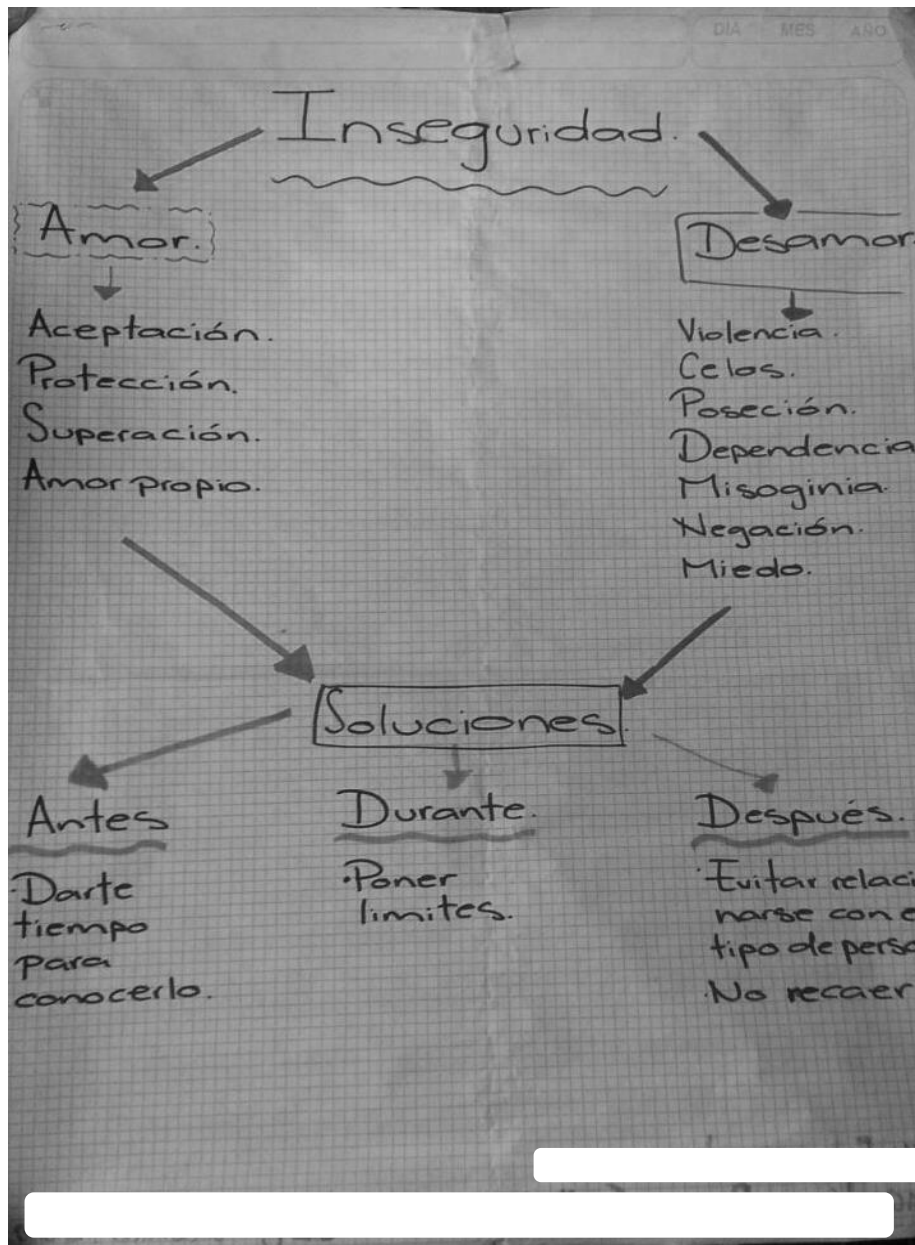 DIA MES AÑO
Inseguridad.
Amor.
Aceptación.
Protección.
Superación.
Amor propio.
Desamor
Violencia.
Celos.
Poseción.
Dependencia
Misoginia.
Negación.
Miedo.
Soluciones.
Antes
·Darte
tiempo
para
conocerlo.
Durante.
·Poner
limites.
Después.
·Evitar relaci
narse con
tipo de
·No recaer